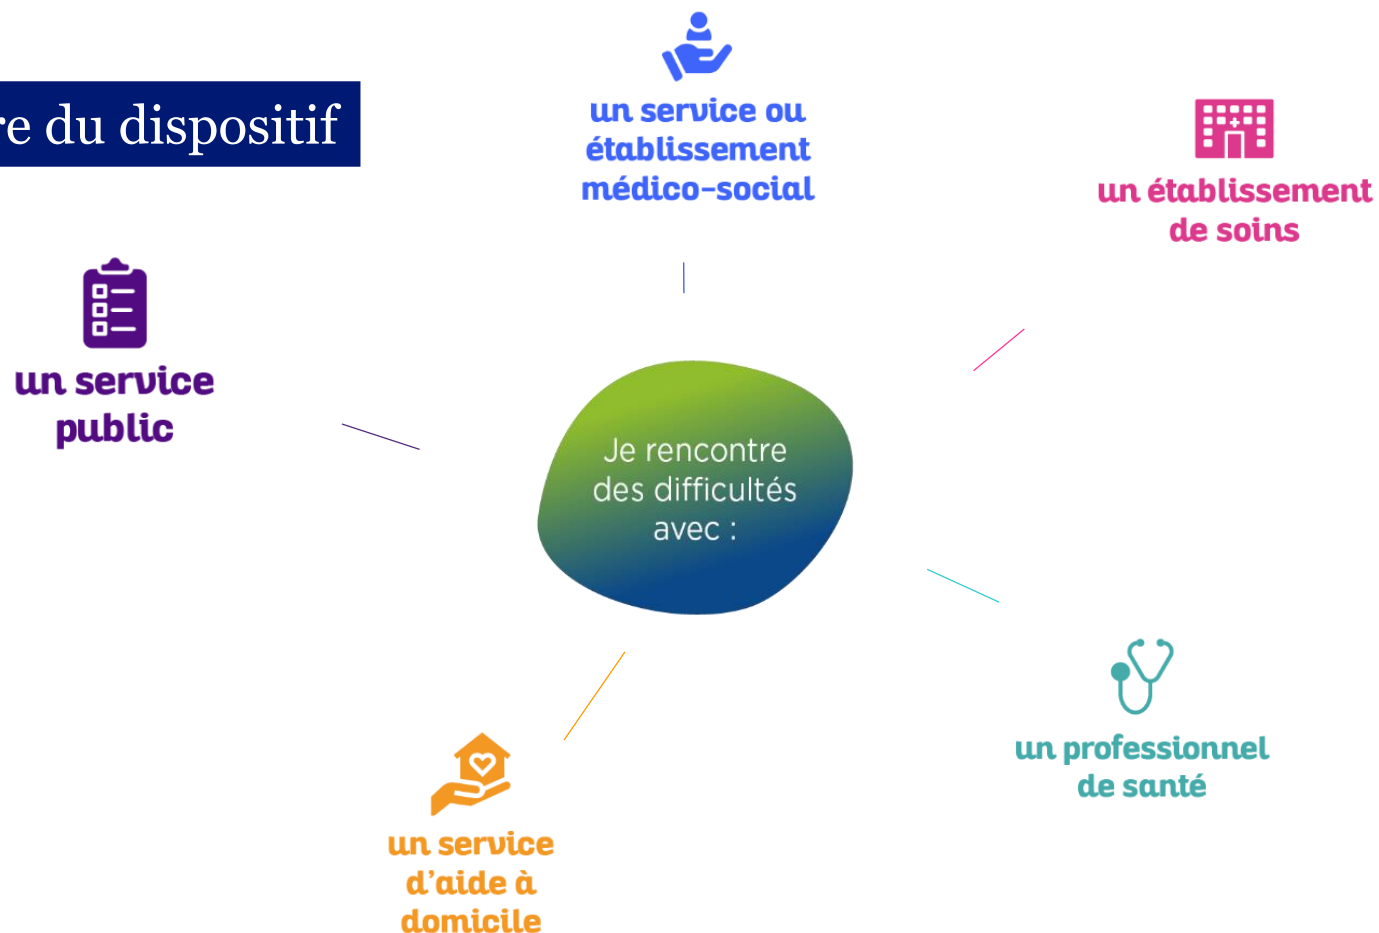 re du dispositif
un service ou
établissement
médico-social
un établissement
de soins
un service
public
Je rencontre
des difficultés
avec :
un professionnel
de santé
un service
d'aide à
domicile